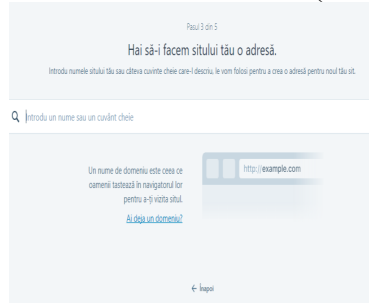 Pasul 3 din 5
Hai să-i facem sitului tău o adresă.
Introdu numele sitului tău sau câteva cuvinte cheie care-l descriu, le vom folosi pentru a crea o adresă pentru noul tău sit.
Introdu un nume sau un cuvânt cheie
Un nume de domeniu este ceea ce
oamenii tastează în navigatorul lor
pentru a-ți vizita situl.
Ai deja un domeniu?
http://example.com
← Înapoi